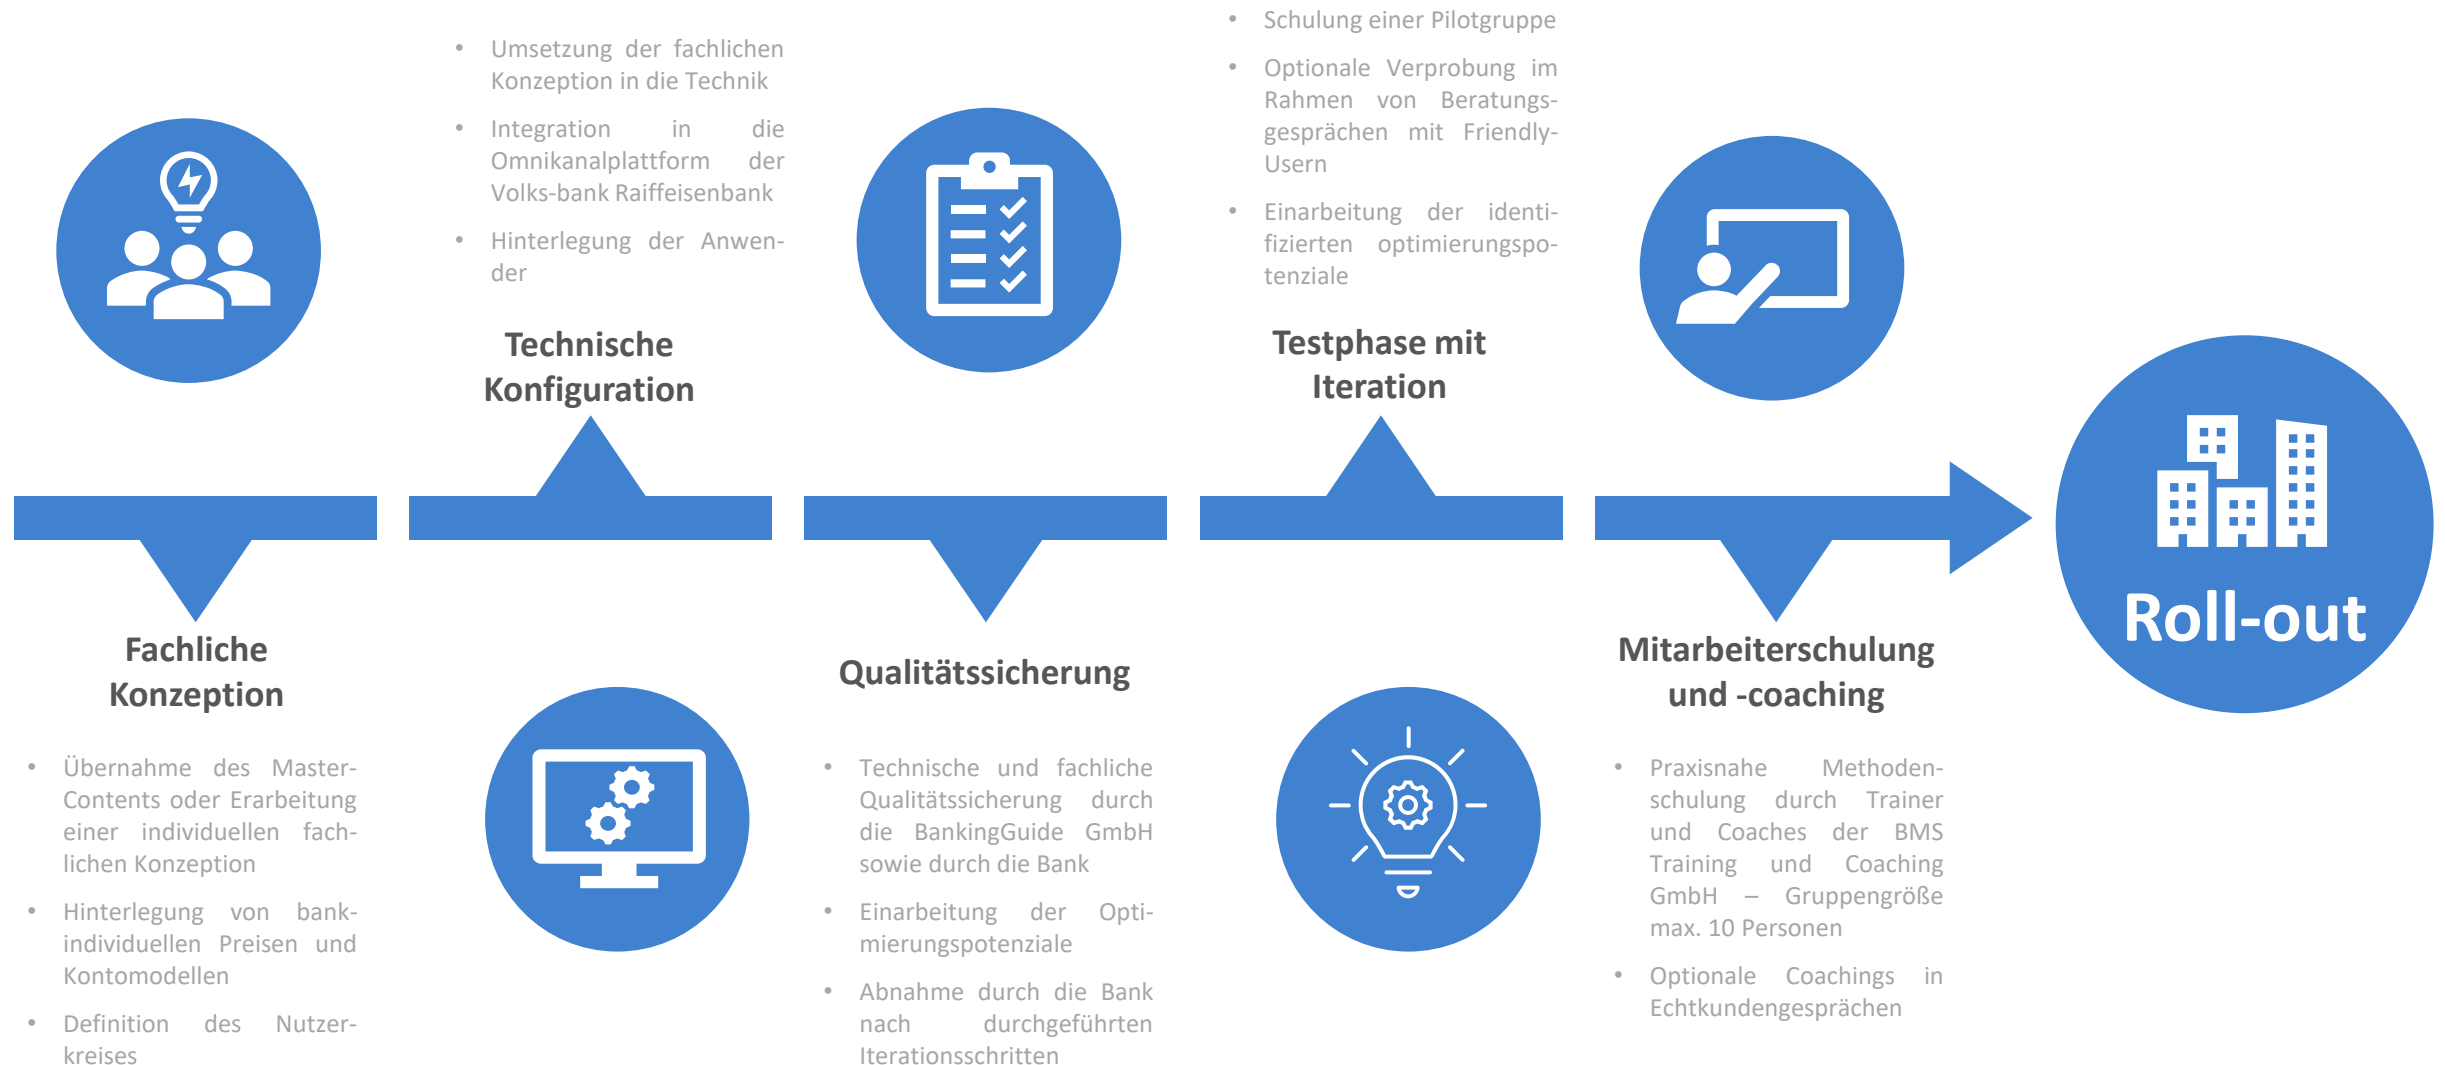 Fachliche
Konzeption
• Übernahme des Master-
Contents oder Erarbeitung
einer individuellen fach-
lichen Konzeption
• Hinterlegung von bank-
individuellen Preisen und
Kontomodellen
• Definition des Nutzer-
kreises
• Umsetzung der fachlichen
Konzeption in die Technik
• Integration in die
Omnikanalplattform der
Volks-bank Raiffeisenbank
• Hinterlegung der Anwen-
der
Technische
Konfiguration
Qualitätssicherung
• Technische und fachliche
Qualitätssicherung durch
die BankingGuide GmbH
sowie durch die Bank
• Einarbeitung der Opti-
mierungspotenziale
• Abnahme durch die Bank
nach durchgeführten
Iterationsschritten
• Schulung einer Pilotgruppe
• Optionale Verprobung im
Rahmen von Beratungs-
gesprächen mit Friendly-
Usern
• Einarbeitung der identi-
fizierten optimierungspo-
tenziale
Testphase mit
Iteration
Mitarbeiterschulung
und -coaching
• Praxisnahe Methoden-
schulung durch Trainer
und Coaches der BMS
Training und Coaching
GmbH – Gruppengröße
max. 10 Personen
• Optionale Coachings in
Echtkundengesprächen
Roll-out